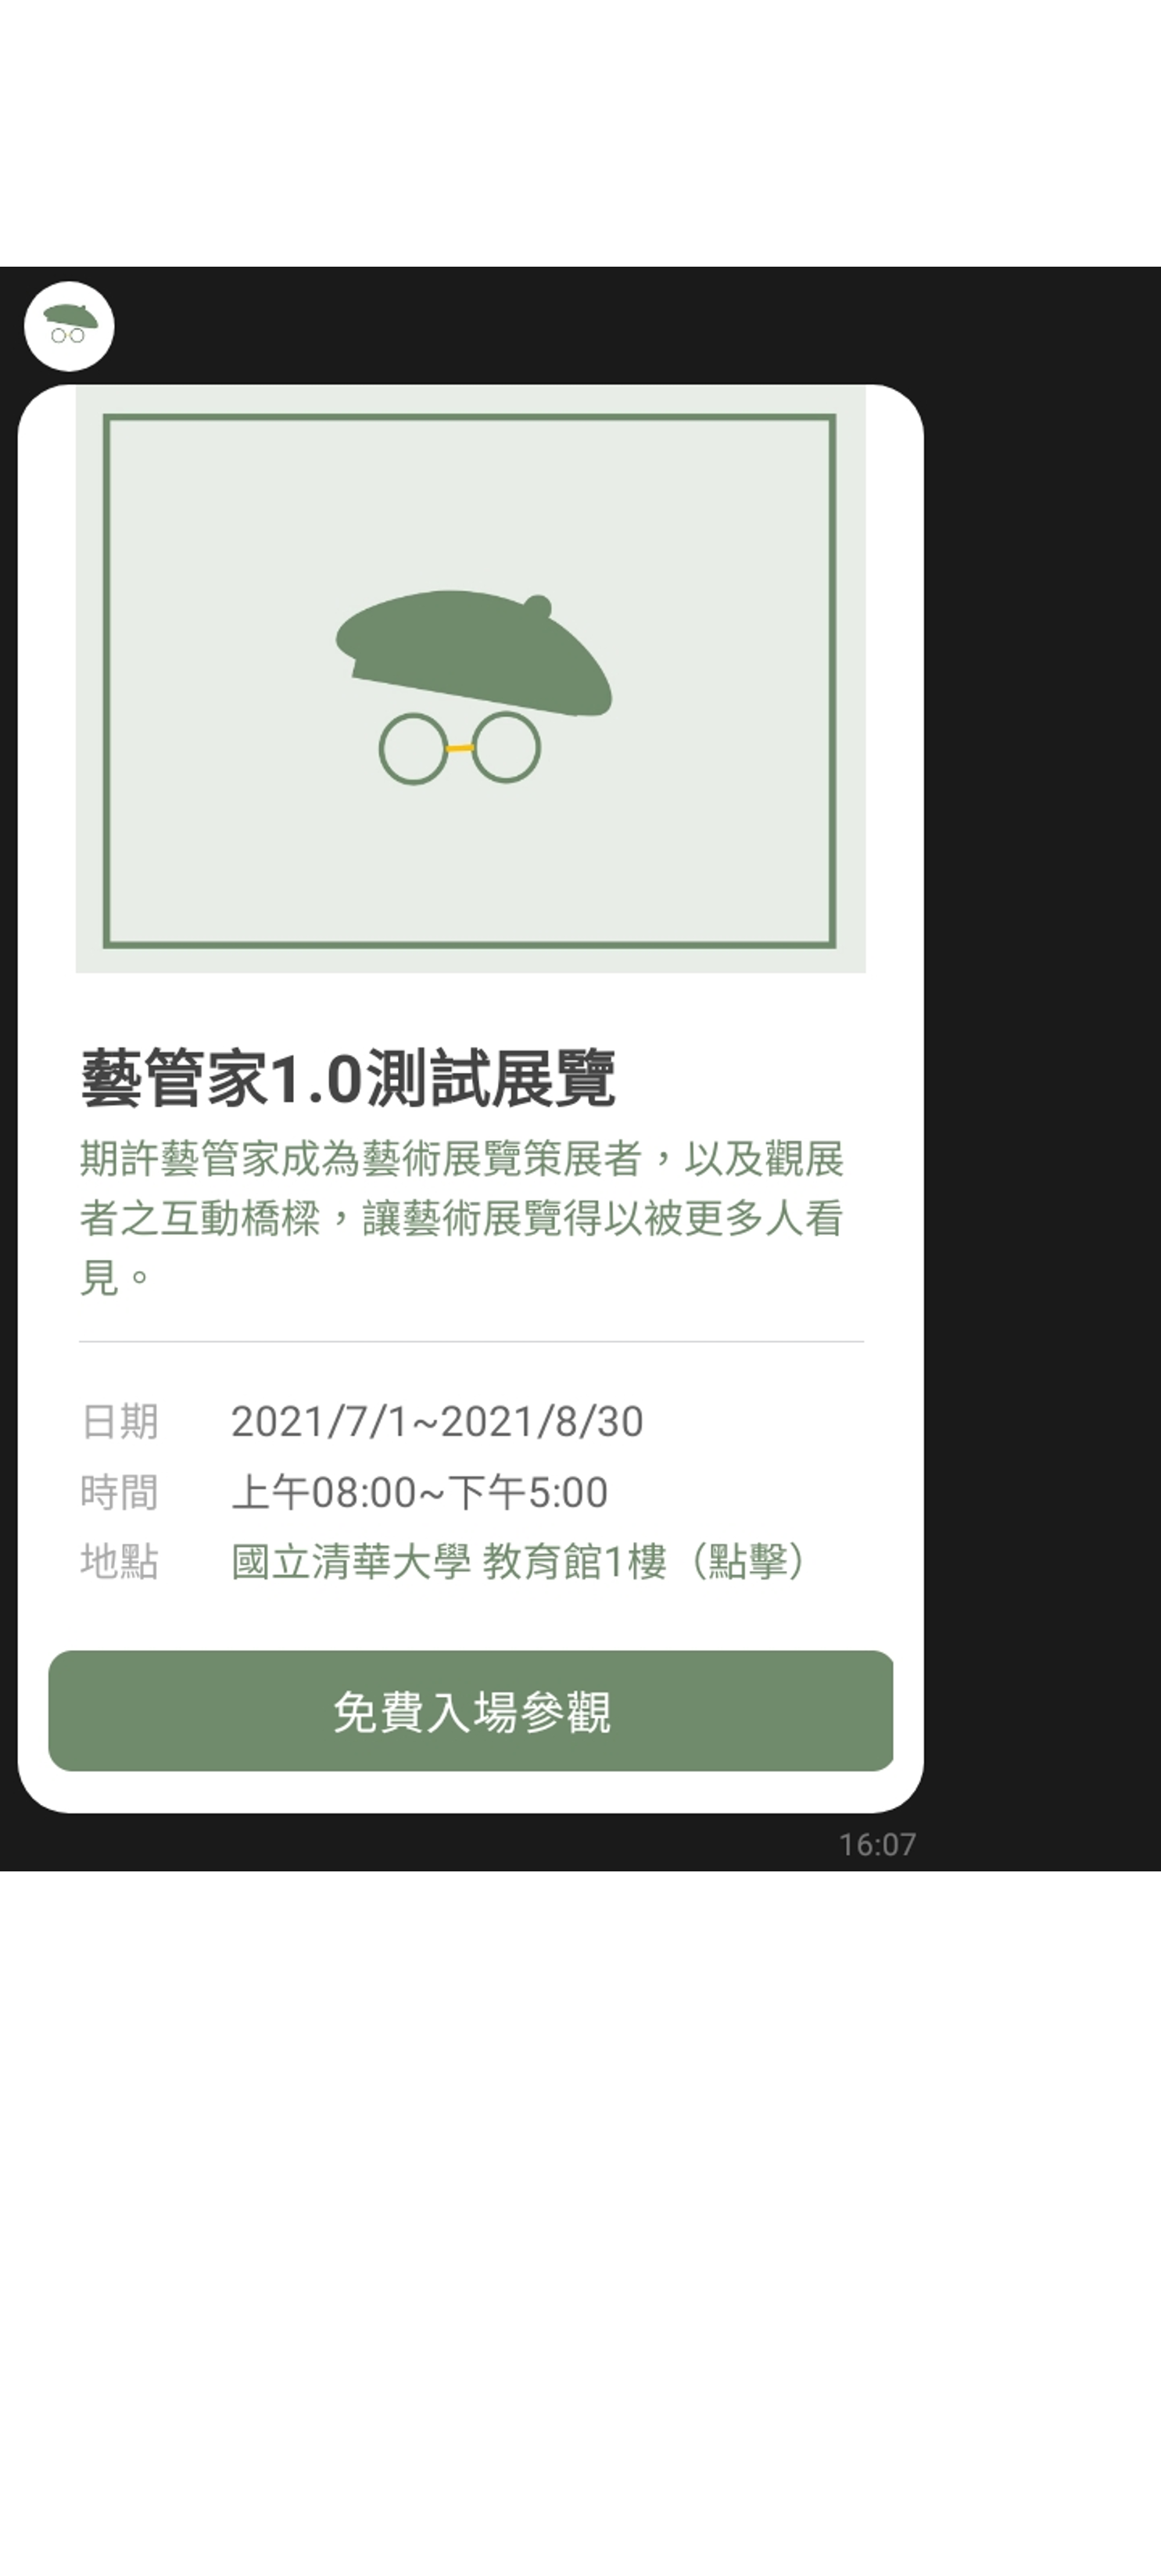 藝管家1.0測試展覽
期許藝管家成為藝術展覽策展者，以及觀展
者之互動橋樑，讓藝術展覽得以被更多人看
見。
日期 2021/7/1~2021/8/30
時間 上午08:00~下午5:00
地點 國立清華大學 教育館1樓（點擊）
免費入場參觀
16:07